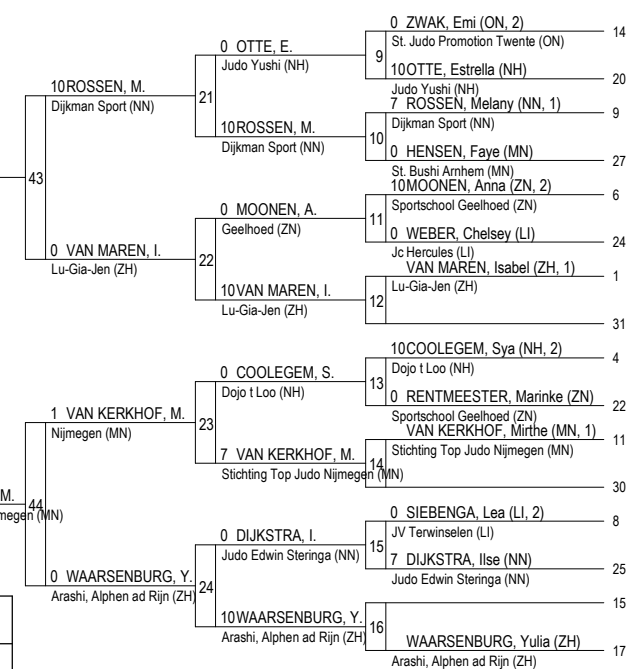 0 ZWAK, Emi (ON, 2)
14
St. Judo Promotion Twente (ON)
9
10 OTTE, Estrella (NH)
20
Judo Yushi (NH)
0 OTTE, E.
Judo Yushi (NH)
21
10 ROSSEN, M.
Dijkman Sport (NN)
7 ROSSEN, Melany (NN, 1)
9
Dijkman Sport (NN)
10
0 HENSEN, Faye (MN)
27
St. Bushi Arnhem (MN)
10 ROSSEN, M.
Dijkman Sport (NN)
43
0 VAN MAREN, I.
Lu-Gia-Jen (ZH)
10 MOONEN, Anna (ZN, 2)
6
Sportschool Geelhoed (ZN)
11
0 WEBER, Chelsey (LI)
24
Jc Hercules (LI)
0 MOONEN, A.
Geelhoed (ZN)
22
10 VAN MAREN, I.
Lu-Gia-Jen (ZH)
VAN MAREN, Isabel (ZH, 1)
1
Lu-Gia-Jen (ZH)
12
31
10 COOLEGEM, Sya (NH, 2)
4
Dojo t Loo (NH)
13
0 RENTMEESTER, Marinke (ZN)
22
Sportschool Geelhoed (ZN)
0 COOLEGEM, S.
Dojo t Loo (NH)
23
7 VAN KERKHOF, M.
Stichting Top Judo Nijmegen (MN)
VAN KERKHOF, Mirthe (MN, 1)
11
Stichting Top Judo Nijmegen (MN)
14
30
1 VAN KERKHOF, M.
Nijmegen (MN)
M.
megen (MN)
44
0 WAARSENBURG, Y.
Arashi, Alphen ad Rijn (ZH)
0 SIEBENGA, Lea (LI, 2)
8
JV Terwinselen (LI)
15
7 DIJKSTRA, Ilse (NN)
25
Judo Edwin Steringa (NN)
0 DIJKSTRA, I.
Judo Edwin Steringa (NN)
24
10 WAARSENBURG, Y.
Arashi, Alphen ad Rijn (ZH)
15
16
WAARSENBURG, Yulia (ZH)
17
Arashi, Alphen ad Rijn (ZH)